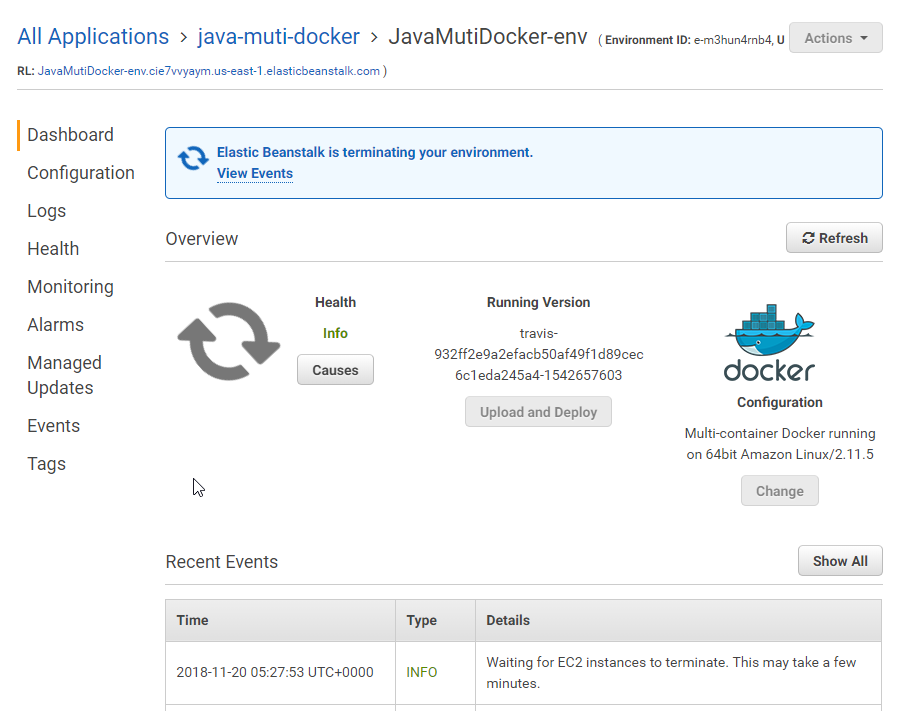 All Applications > java-muti-docker > JavaMutiDocker-env ( Environment ID: e-m3hun4rnb4, U
Actions
RL: JavaMutiDocker-env.cie7vvyaym.us-east-1.elasticbeanstalk.com )
Dashboard
Configuration
Logs
Health
Monitoring
Alarms
Managed
Updates
Events
Tags
Elastic Beanstalk is terminating your environment.
View Events
Overview
Refresh
Health
Info
Causes
Running Version
travis-
932ff2e9a2efacb50af49f1d89cec
6c1eda245a4-1542657603
Upload and Deploy
docker
Configuration
Multi-container Docker running
on 64bit Amazon Linux/2.11.5
Change
Recent Events
Show All
Time Type Details
2018-11-20 05:27:53 UTC+0000 INFO Waiting for EC2 instances to terminate. This may take a few
minutes.